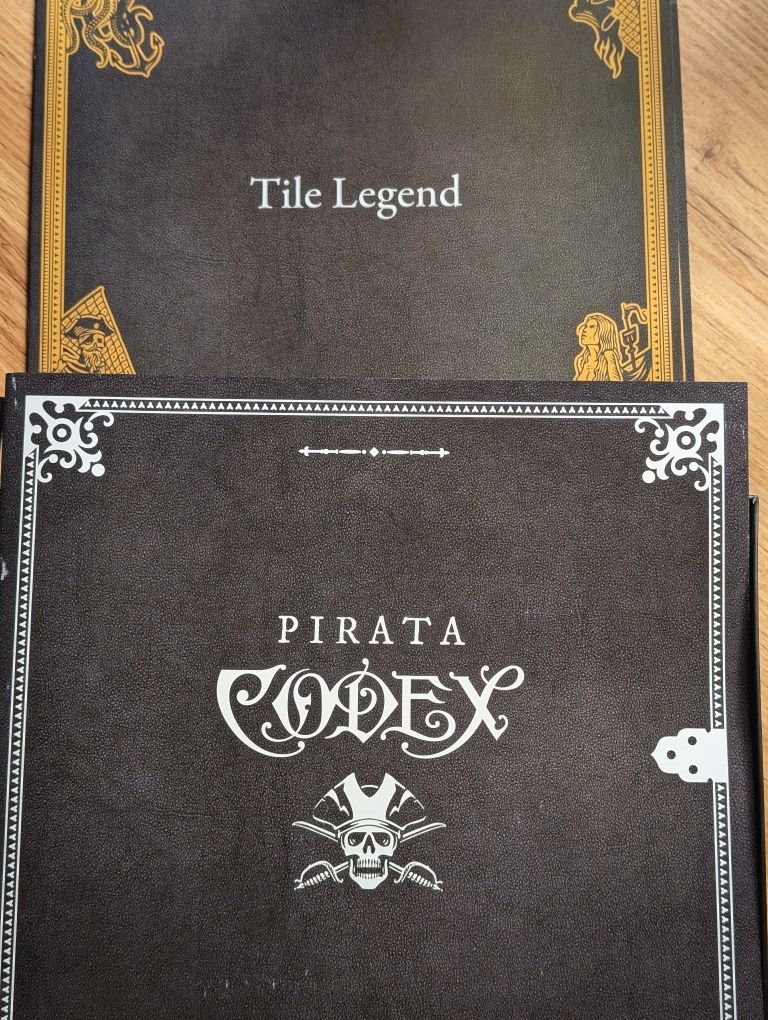 Tile Legend
PIRATA
CODEX